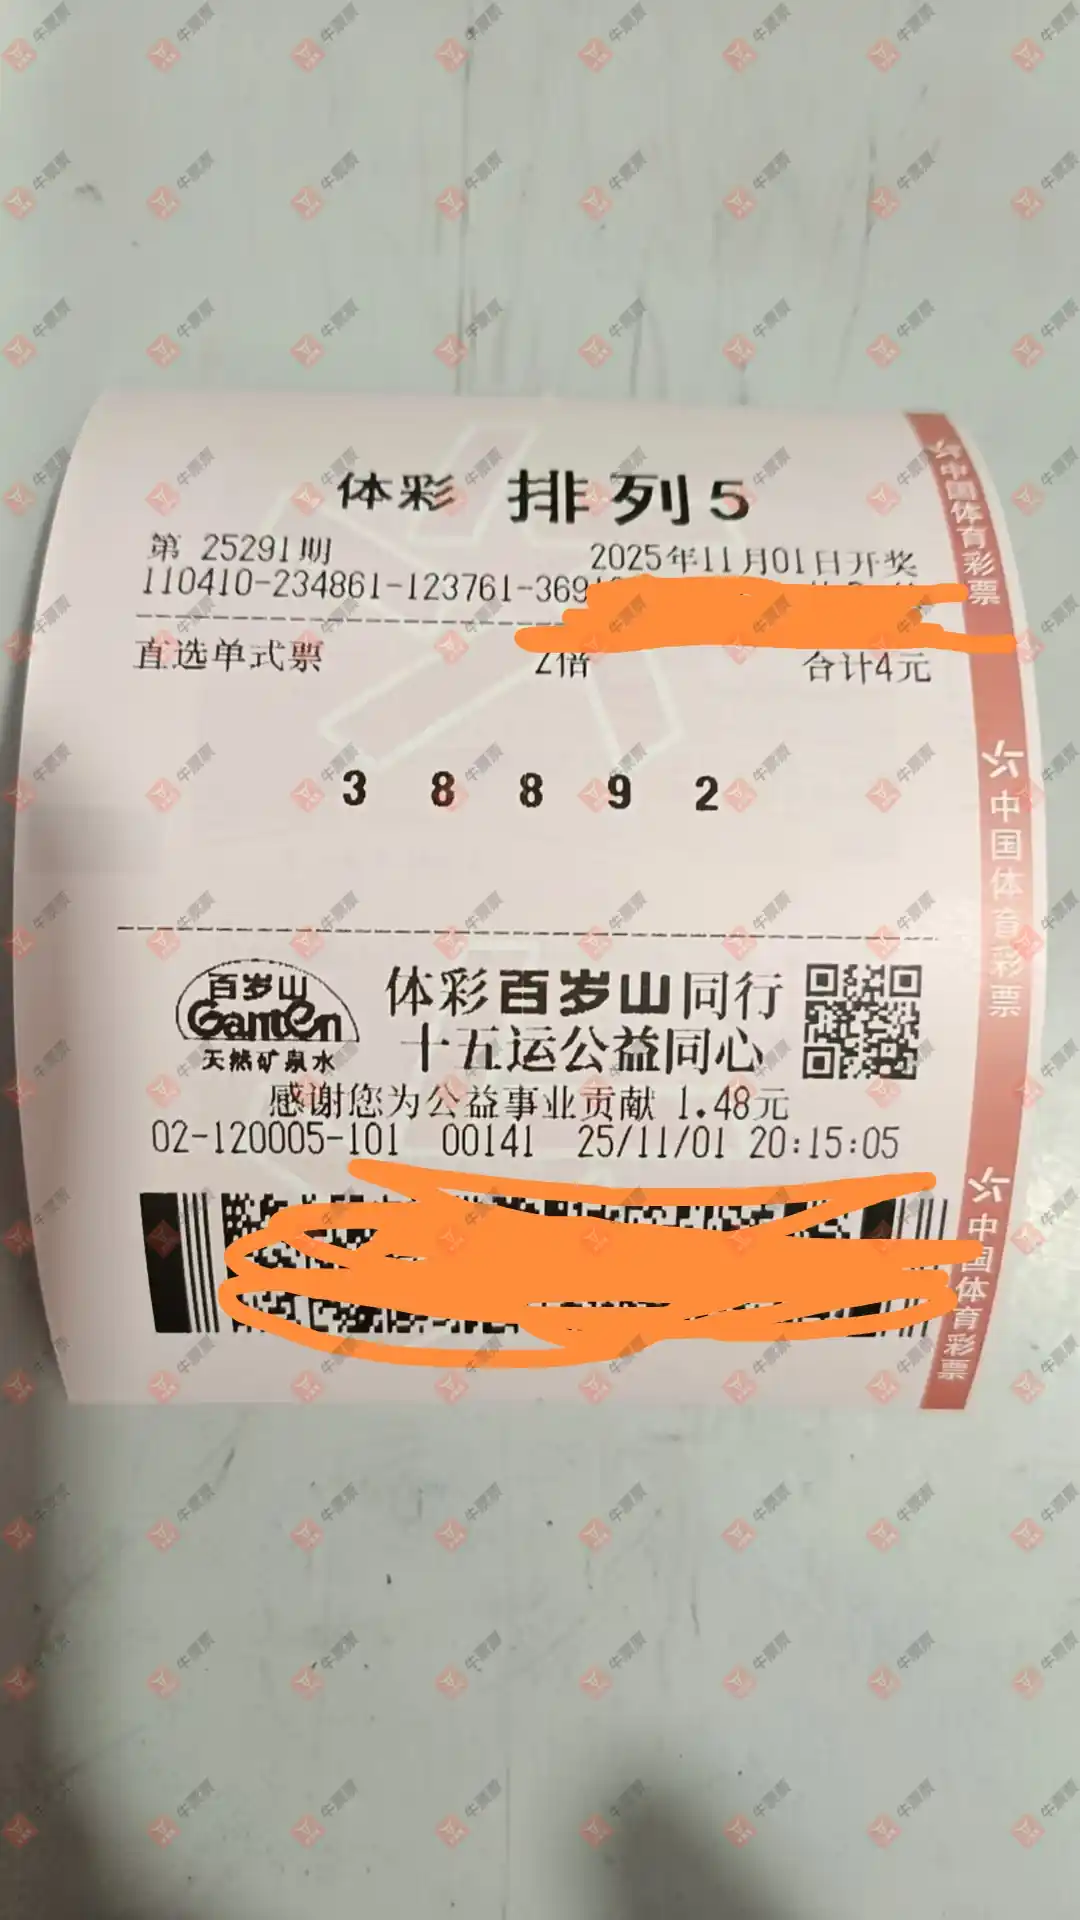 体彩 排列5
第 25291期 2025年11月01日开奖
110410-234861-123761-369
直选单式票 2倍 合计4元
3 8 8 9 2
百岁山
Ganten
天然矿泉水
体彩百岁山同行
十五运公益同心
感谢您为公益事业贡献 1.48元
02-120005-101 00141 25/11/01 20:15:05
中国体育彩票
中国体育彩票
中国体育彩票
牛票票